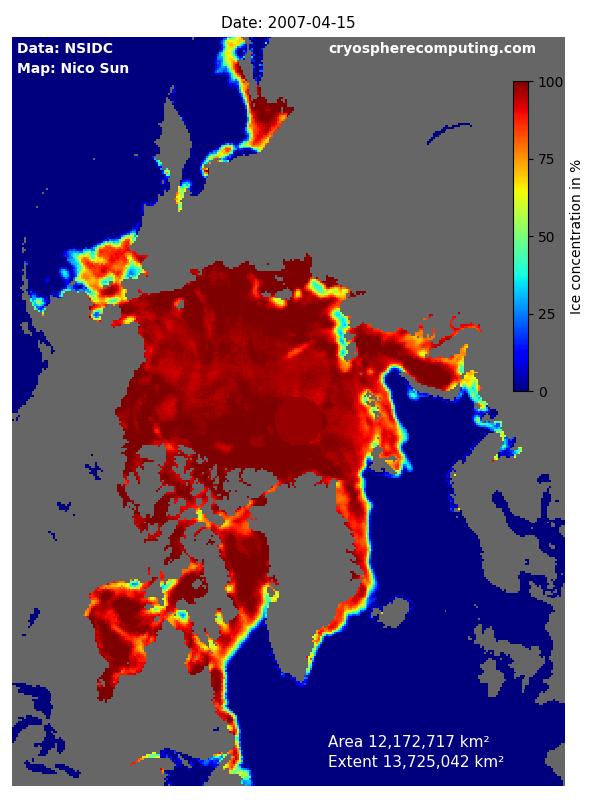 Date: 2007-04-15
Data: NSIDC
Map: Nico Sun
cryospherecomputing.com
100
75
50
25
0
Ice concentration in %
Area 12,172,717 km²
Extent 13,725,042 km²